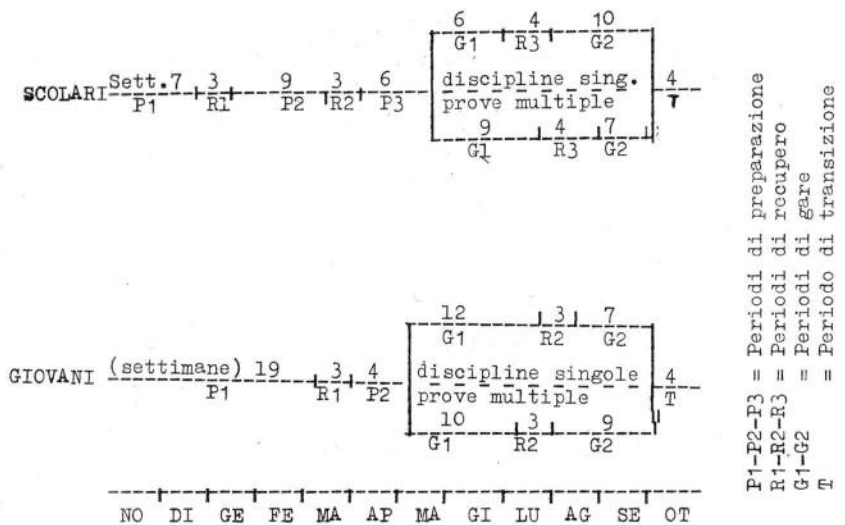 6 4 10
G1 R3 G2
SCOLARI Sett.7 3 9 3 6 discipline sing. 4
P1 R1 P2 R2 P3 prove multiple T
9 4 7
G1 R3 G2
12 3 7
G1 R2 G2
GIOVANI (settimane) 19 3 4 discipline singole 4
P1 R1 P2 prove multiple T
10 3 9
G1 R2 G2
NO DI GE FE MA AP MA GI LU AG SE OT
P1-P2-P3 = Periodi di preparazione
R1-R2-R3 = Periodi di recupero
G1-G2 = Periodi di gare
T = Periodo di transizione